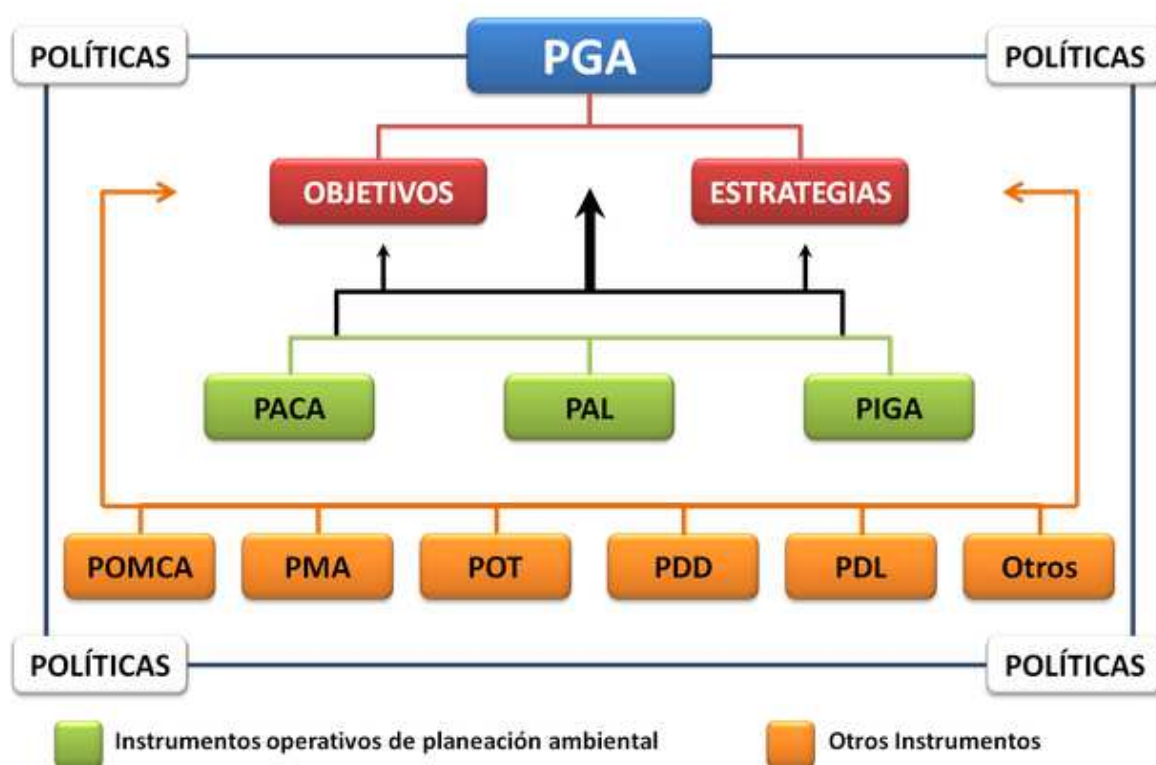 POLÍTICAS
PGA
POLÍTICAS
OBJETIVOS
ESTRATEGIAS
PACA
PAL
PIGA
POMCA
PMA
POT
PDD
PDL
Otros
POLÍTICAS
POLÍTICAS
Instrumentos operativos de planeación ambiental
Otros Instrumentos